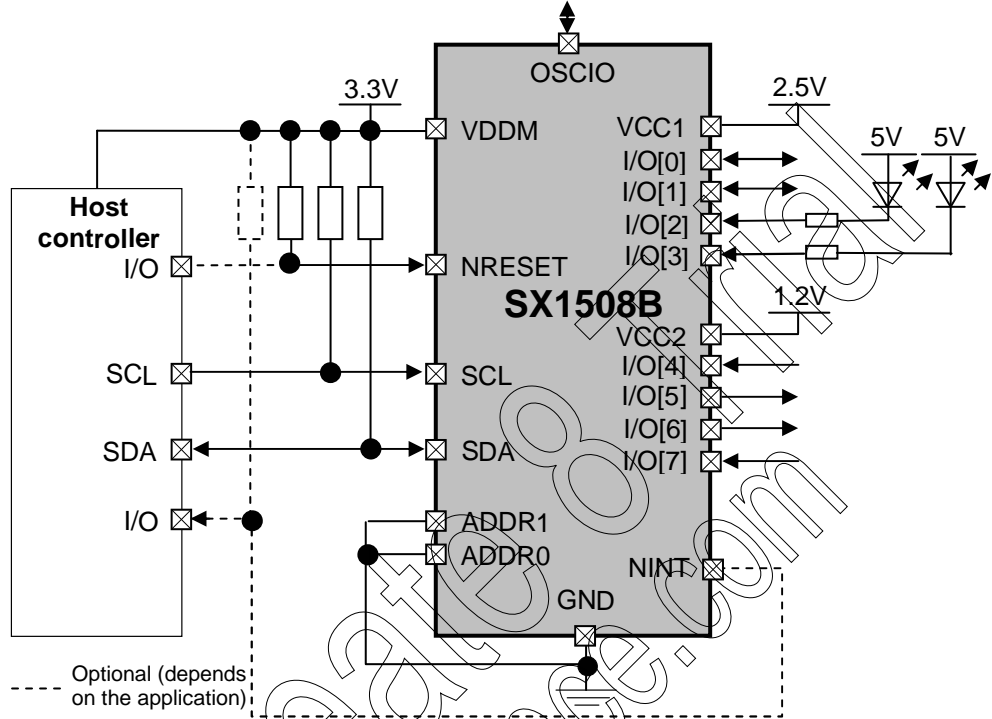 OSCIO
3.3V
2.5V
VDDM
VCC1
5V
5V
I/O[0]
I/O[1]
Host
controller
I/O[2]
I/O
NRESET
I/O[3]
SX1508B
1.2V
VCC2
SCL
SCL
I/O[4]
I/O[5]
I/O[6]
SDA
SDA
I/O[7]
I/O
ADDR1
ADDR0
NINT
GND
Optional (depends
on the application)